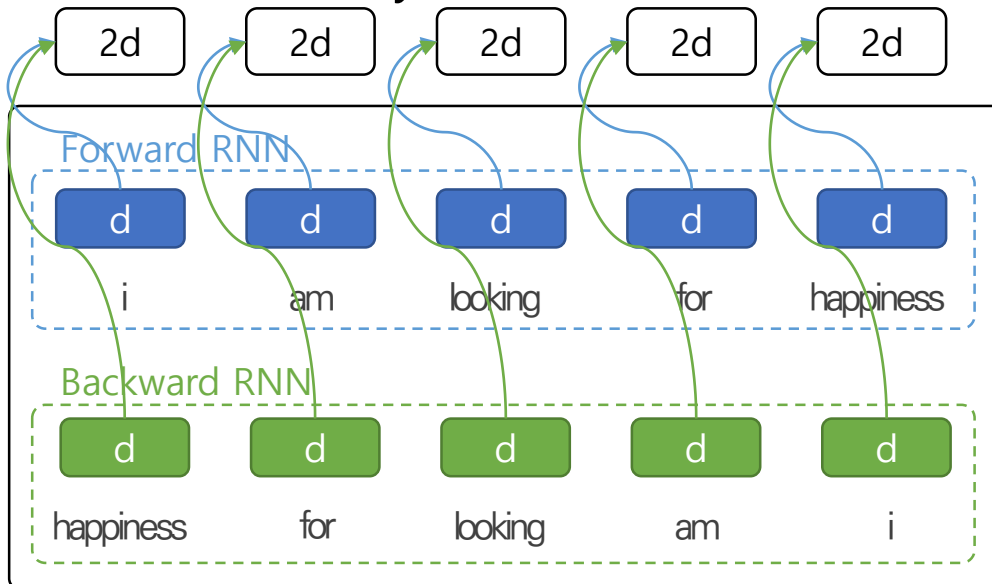 2d 2d 2d 2d 2d
Forward RNN
d d d d d
i am looking for happiness
Backward RNN
d d d d d
happiness for looking am i